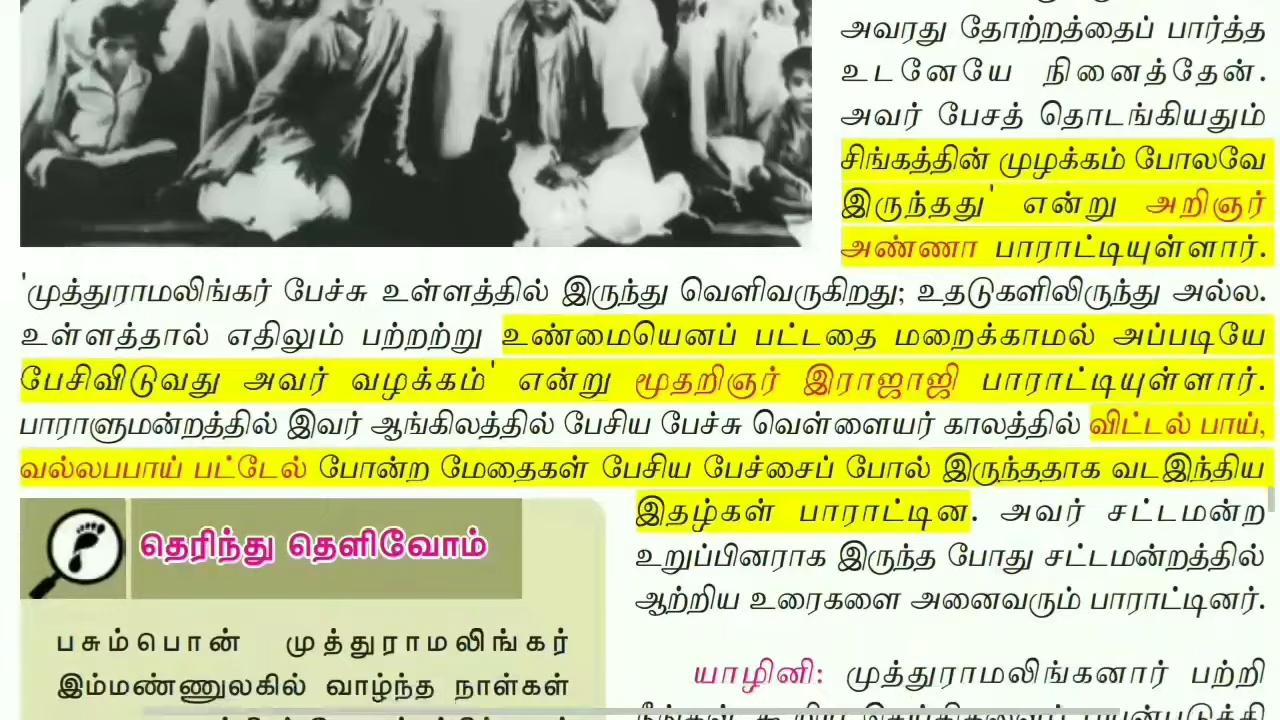 அவரது தோற்றத்தைப் பார்த்த
உடனேயே நினைத்தேன்.
அவர் பேசத் தொடங்கியதும்
சிங்கத்தின் முழக்கம் போலவே
இருந்தது' என்று அறிஞர்
அண்ணா பாராட்டியுள்ளார்.
'முத்துராமலிங்கர் பேச்சு உள்ளத்தில் இருந்து வெளிவருகிறது; உதடுகளிலிருந்து அல்ல.
உள்ளத்தால் எதிலும் பற்றற்று உண்மையெனப் பட்டதை மறைக்காமல் அப்படியே
பேசிவிடுவது அவர் வழக்கம்' என்று மூதறிஞர் இராஜாஜி பாராட்டியுள்ளார்.
பாராளுமன்றத்தில் இவர் ஆங்கிலத்தில் பேசிய பேச்சு வெள்ளையர் காலத்தில் விட்டல் பாய்,
வல்லபபாய் பட்டேல் போன்ற மேதைகள் பேசிய பேச்சைப் போல் இருந்ததாக வடஇந்திய
இதழ்கள் பாராட்டின. அவர் சட்டமன்ற
உறுப்பினராக இருந்த போது சட்டமன்றத்தில்
ஆற்றிய உரைகளை அனைவரும் பாராட்டினர்.
தெரிந்து தெளிவோம்
பசும்பொன் முத்துராமலிங்கர்
இம்மண்ணுலகில் வாழ்ந்த நாள்கள்
யாழினி: முத்துராமலிங்கனார் பற்றி